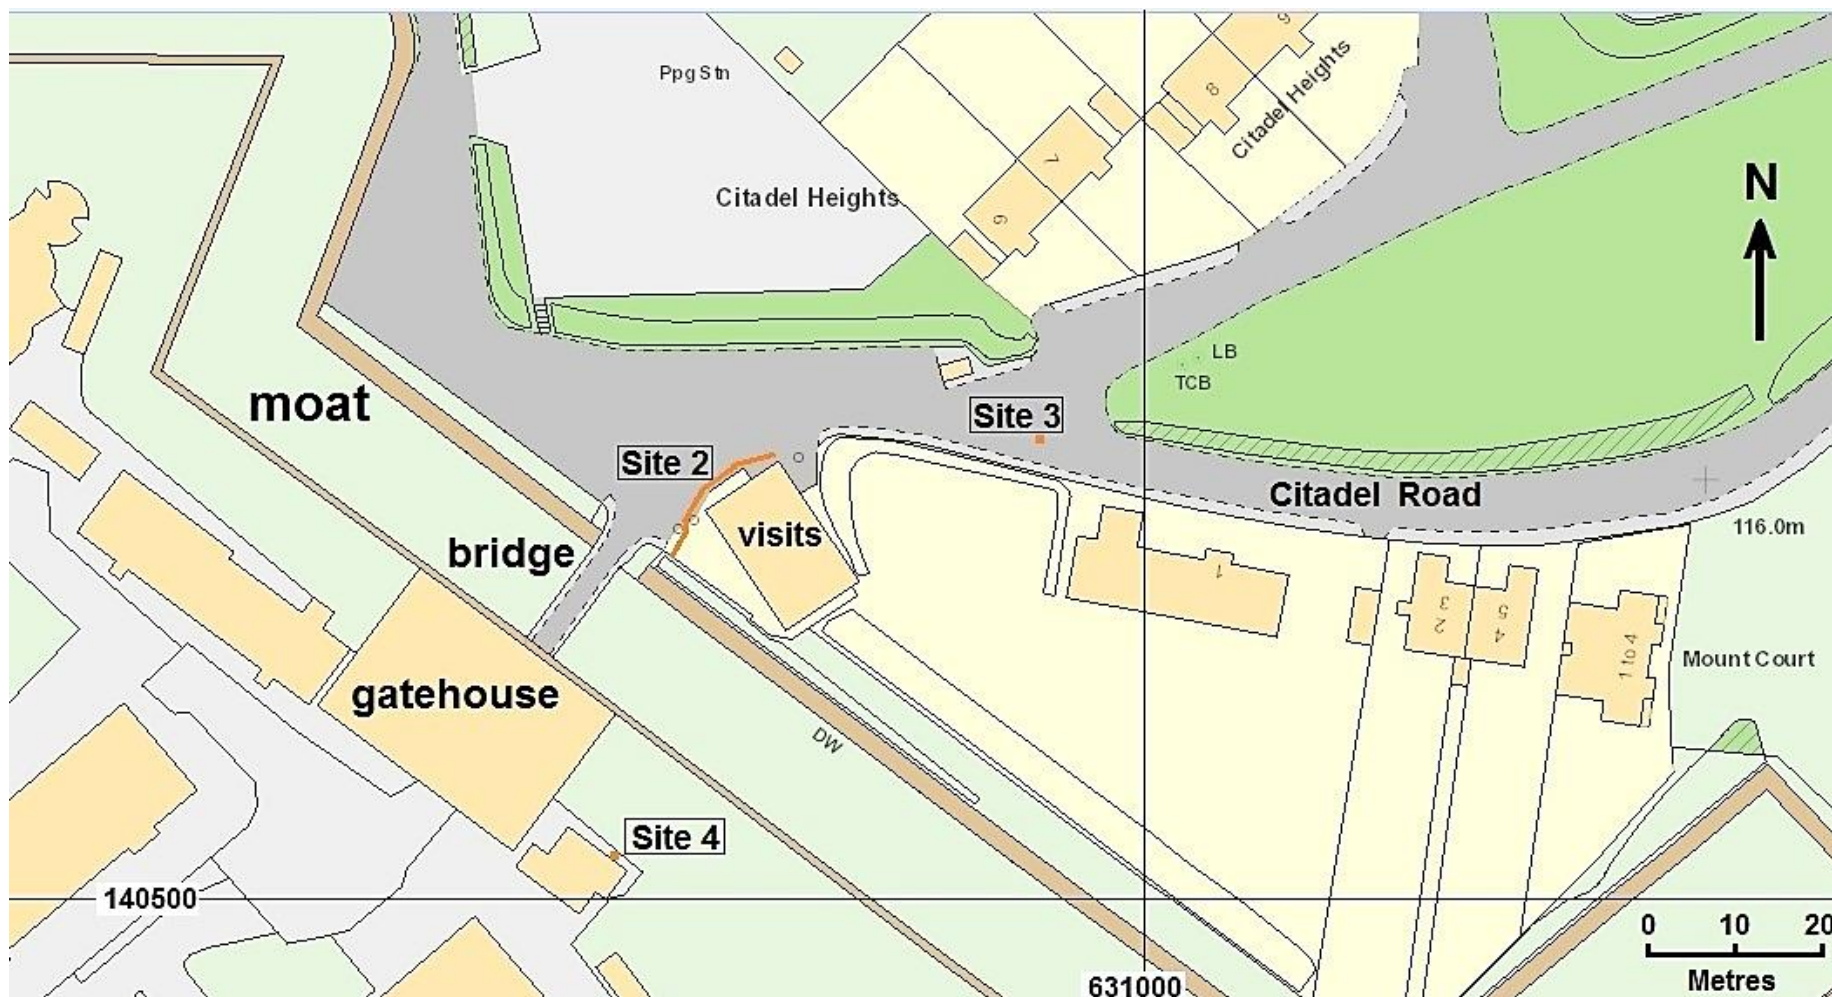 9
Ppg Stn
8
Citadel Heights
7
Citadel Heights
6
N
LB
TCB
moat
Site 3
Site 2
Citadel Road
visits
116.0m
bridge
1
3
2
5
4
1 to 4
Mount Court
gatehouse
DW
Site 4
140500
0 10 20
Metres
631000